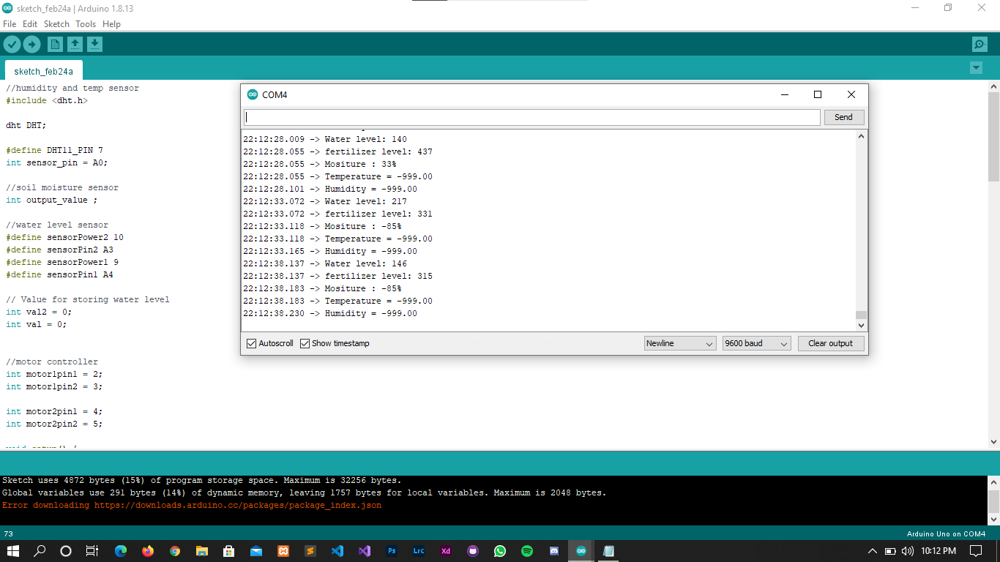 sketch_feb24a | Arduino 1.8.13
File Edit Sketch Tools Help
sketch_feb24a
//humidity and temp sensor
#include <dht.h>
dht DHT;
#define DHT11_PIN 7
int sensor_pin = A0;
//soil moisture sensor
int output_value ;
//water level sensor
#define sensorPower2 10
#define sensorPin2 A3
#define sensorPower1 9
#define sensorPin1 A4
// Value for storing water level
int val2 = 0;
int val = 0;
//motor controller
int motor1pin1 = 2;
int motor1pin2 = 3;
int motor2pin1 = 4;
int motor2pin2 = 5;
COM4
Send
22:12:28.009 -> Water level: 140
22:12:28.055 -> fertilizer level: 437
22:12:28.055 -> Mositure : 33%
22:12:28.055 -> Temperature = -999.00
22:12:28.101 -> Humidity = -999.00
22:12:33.072 -> Water level: 217
22:12:33.072 -> fertilizer level: 331
22:12:33.118 -> Mositure : -85%
22:12:33.118 -> Temperature = -999.00
22:12:33.165 -> Humidity = -999.00
22:12:38.137 -> Water level: 146
22:12:38.137 -> fertilizer level: 315
22:12:38.183 -> Mositure : -85%
22:12:38.183 -> Temperature = -999.00
22:12:38.230 -> Humidity = -999.00
Autoscroll Show timestamp Newline 9600 baud Clear output
Sketch uses 4872 bytes (15%) of program storage space. Maximum is 32256 bytes.
Global variables use 291 bytes (14%) of dynamic memory, leaving 1757 bytes for local variables. Maximum is 2048 bytes.
Error downloading https://downloads.arduino.cc/packages/package_index.json
73 Arduino Uno on COM4
Ps Lrc Xd 10:12 PM